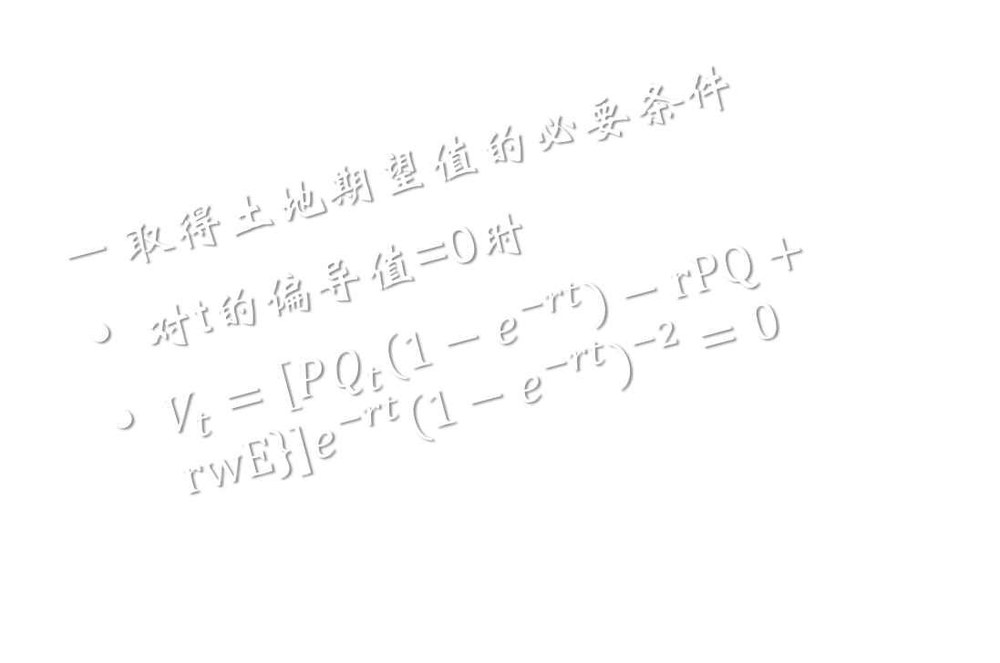 一 取得土地期望值的必要条件
• 对t的偏导值=0时
• $V_t = [PQ_t(1 - e^{-rt}) - rPQ +$
$rwE\}]e^{-rt}(1 - e^{-rt})^{-2} = 0$